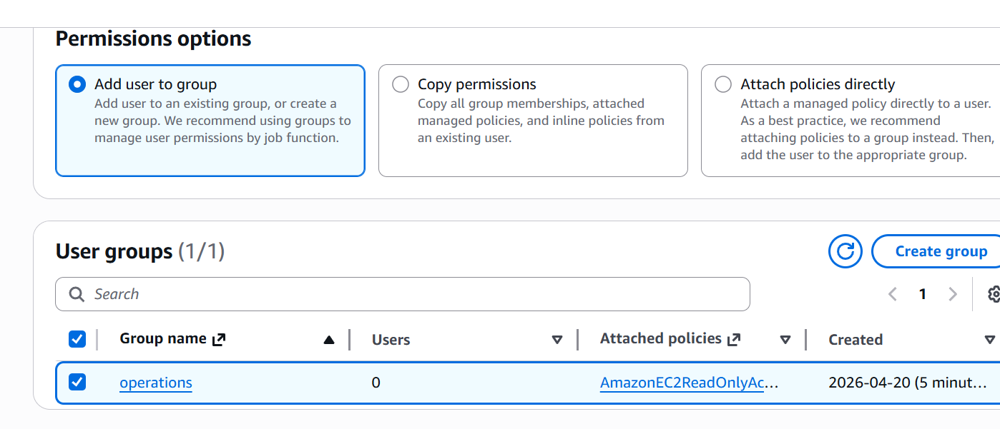 Permissions options
Add user to group
Add user to an existing group, or create a
new group. We recommend using groups to
manage user permissions by job function.
Copy permissions
Copy all group memberships, attached
managed policies, and inline policies from
an existing user.
Attach policies directly
Attach a managed policy directly to a user.
As a best practice, we recommend
attaching policies to a group instead. Then,
add the user to the appropriate group.
User groups (1/1)
Create group
Search
1
Group name Users Attached policies Created
operations 0 AmazonEC2ReadOnlyAc... 2026-04-20 (5 minut...